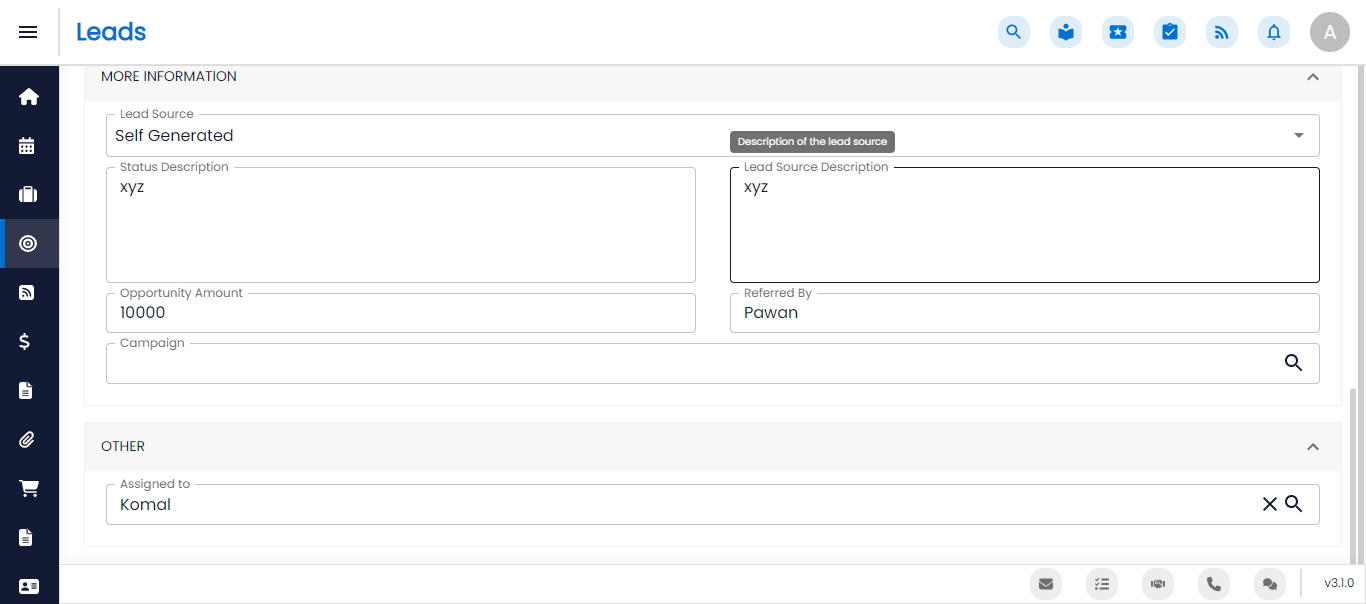 Leads
A
MORE INFORMATION
Lead Source
Self Generated
Description of the lead source
Status Description
xyz
Lead Source Description
xyz
Opportunity Amount
10000
Referred By
Pawan
Campaign
OTHER
Assigned to
Komal
v3.1.0